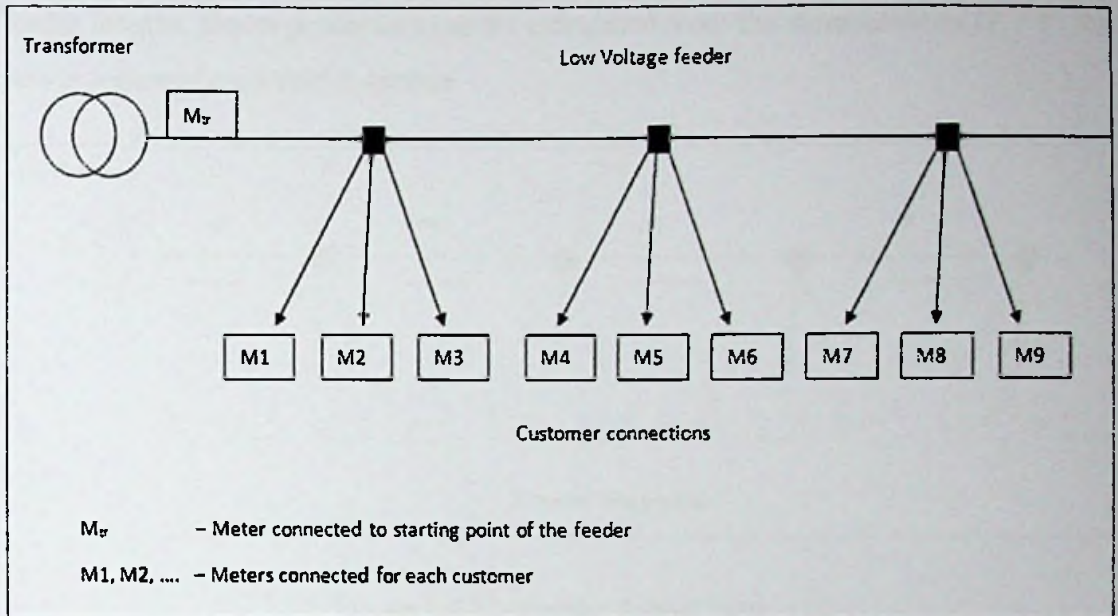 Transformer
Low Voltage feeder
Mtr
M1 M2 M3 M4 M5 M6 M7 M8 M9
Customer connections
Mtr – Meter connected to starting point of the feeder
M1, M2, .... – Meters connected for each customer